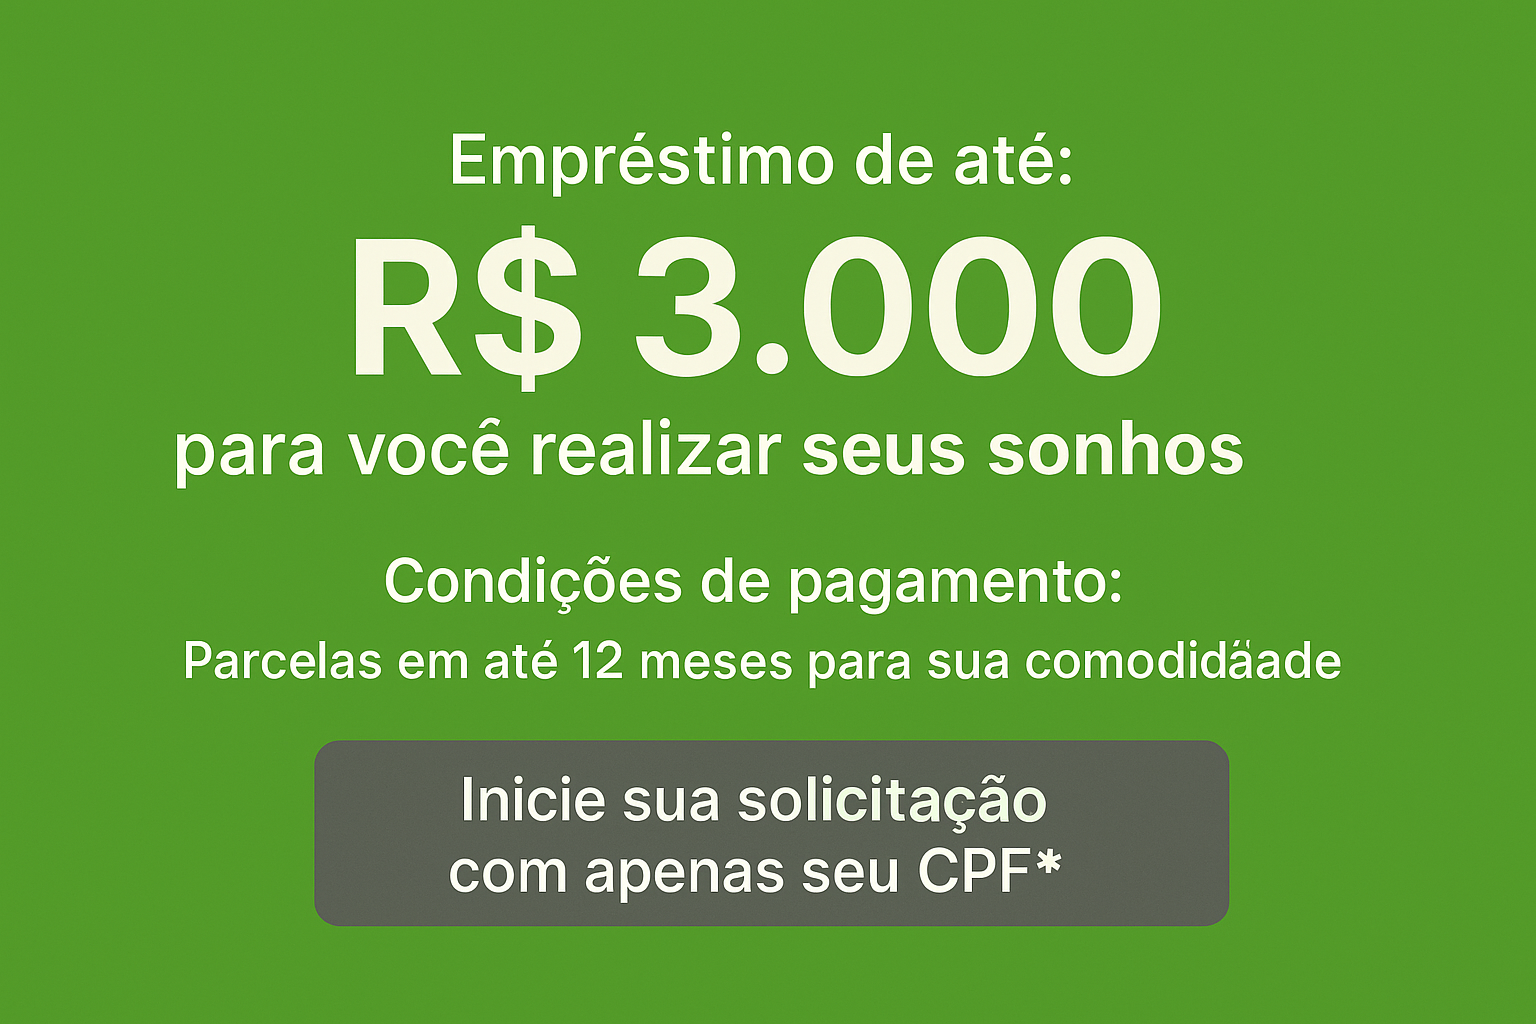 Empréstimo de até:
R$ 3.000
para você realizar seus sonhos
Condições de pagamento:
Parcelas em até 12 meses para sua comodidäade
Inicie sua solicitação
com apenas seu CPF*